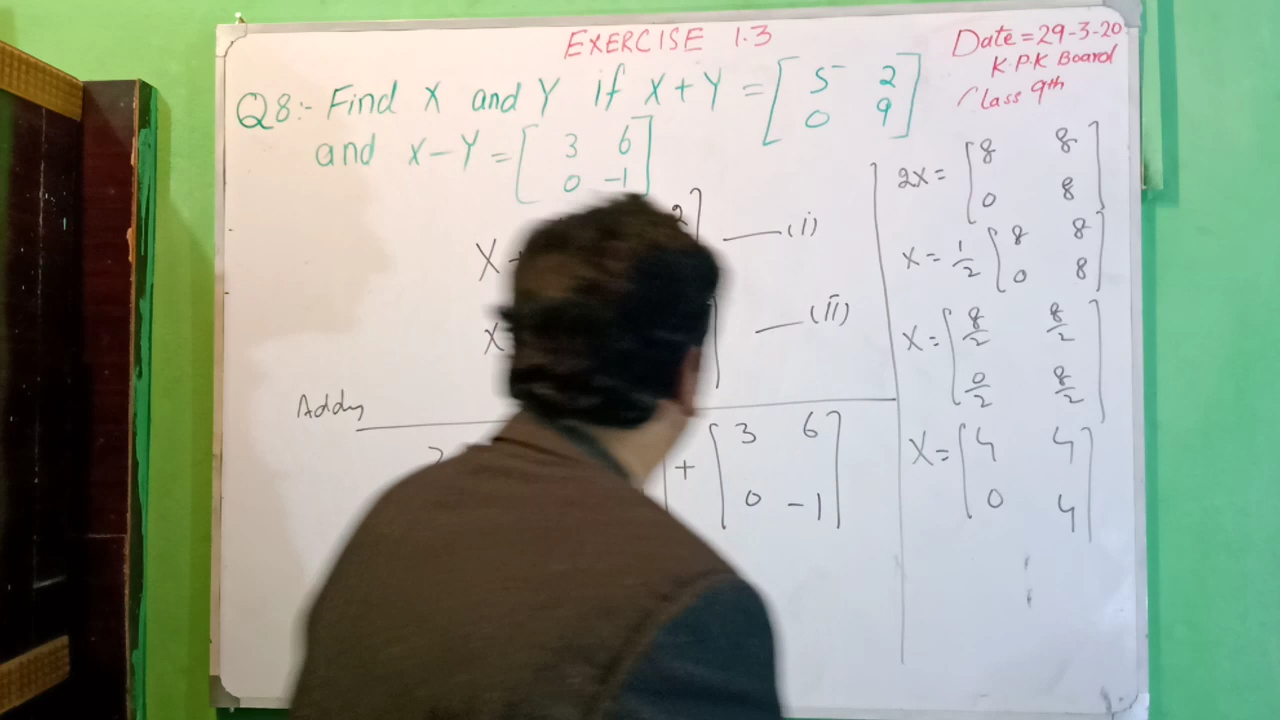 EXERCISE 1.3
Date = 29-3-20
K.P.K Board
Class 9th
Q8:- Find X and Y if X+Y = [ 5 2
0 9 ]
and X-Y = [ 3 6
0 -1 ]
X+ 2 ] —— (i)
X ] —— (ii)
Adding
2 + [ 3 6
0 -1 ]
2X = [ 8 8
0 8 ]
X = 1/2 [ 8 8
0 8 ]
X = [ 8/2 8/2
0/2 8/2 ]
X = [ 4 4
0 4 ]